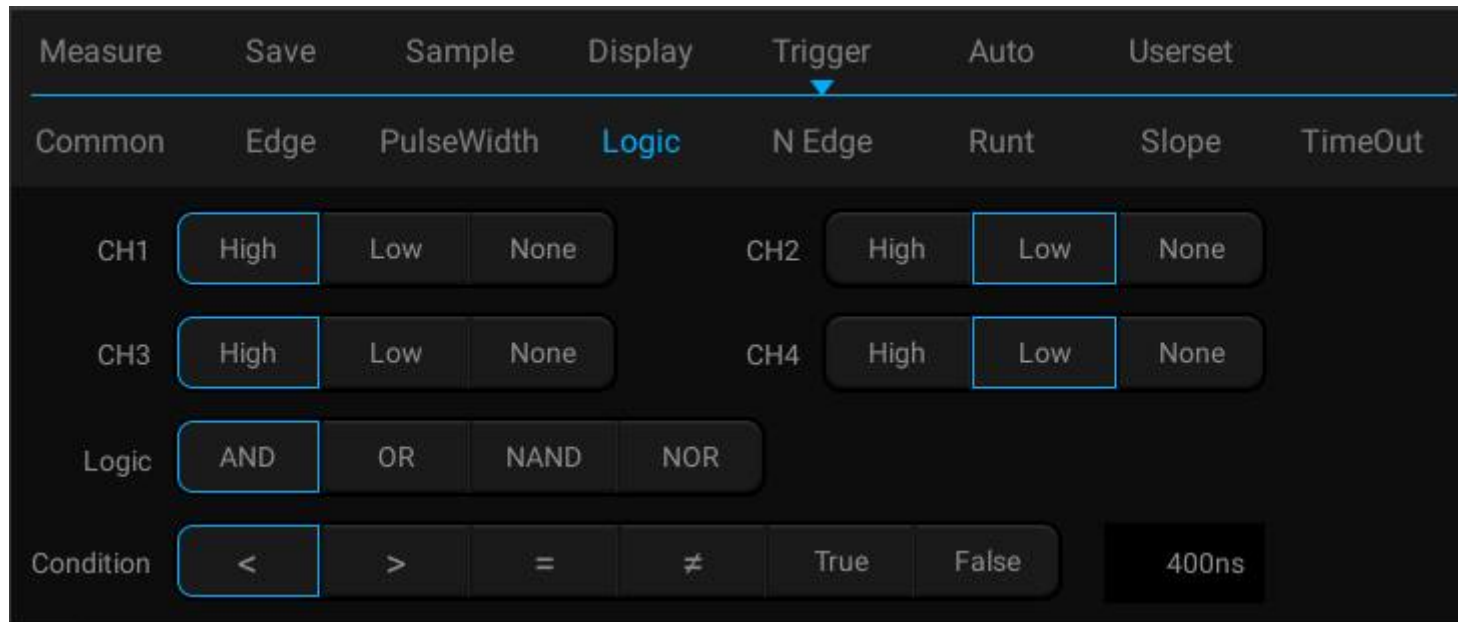 Measure Save Sample Display Trigger Auto Userset
Common Edge PulseWidth Logic N Edge Runt Slope TimeOut
CH1 High Low None CH2 High Low None
CH3 High Low None CH4 High Low None
Logic AND OR NAND NOR
Condition < > = ≠ True False 400ns